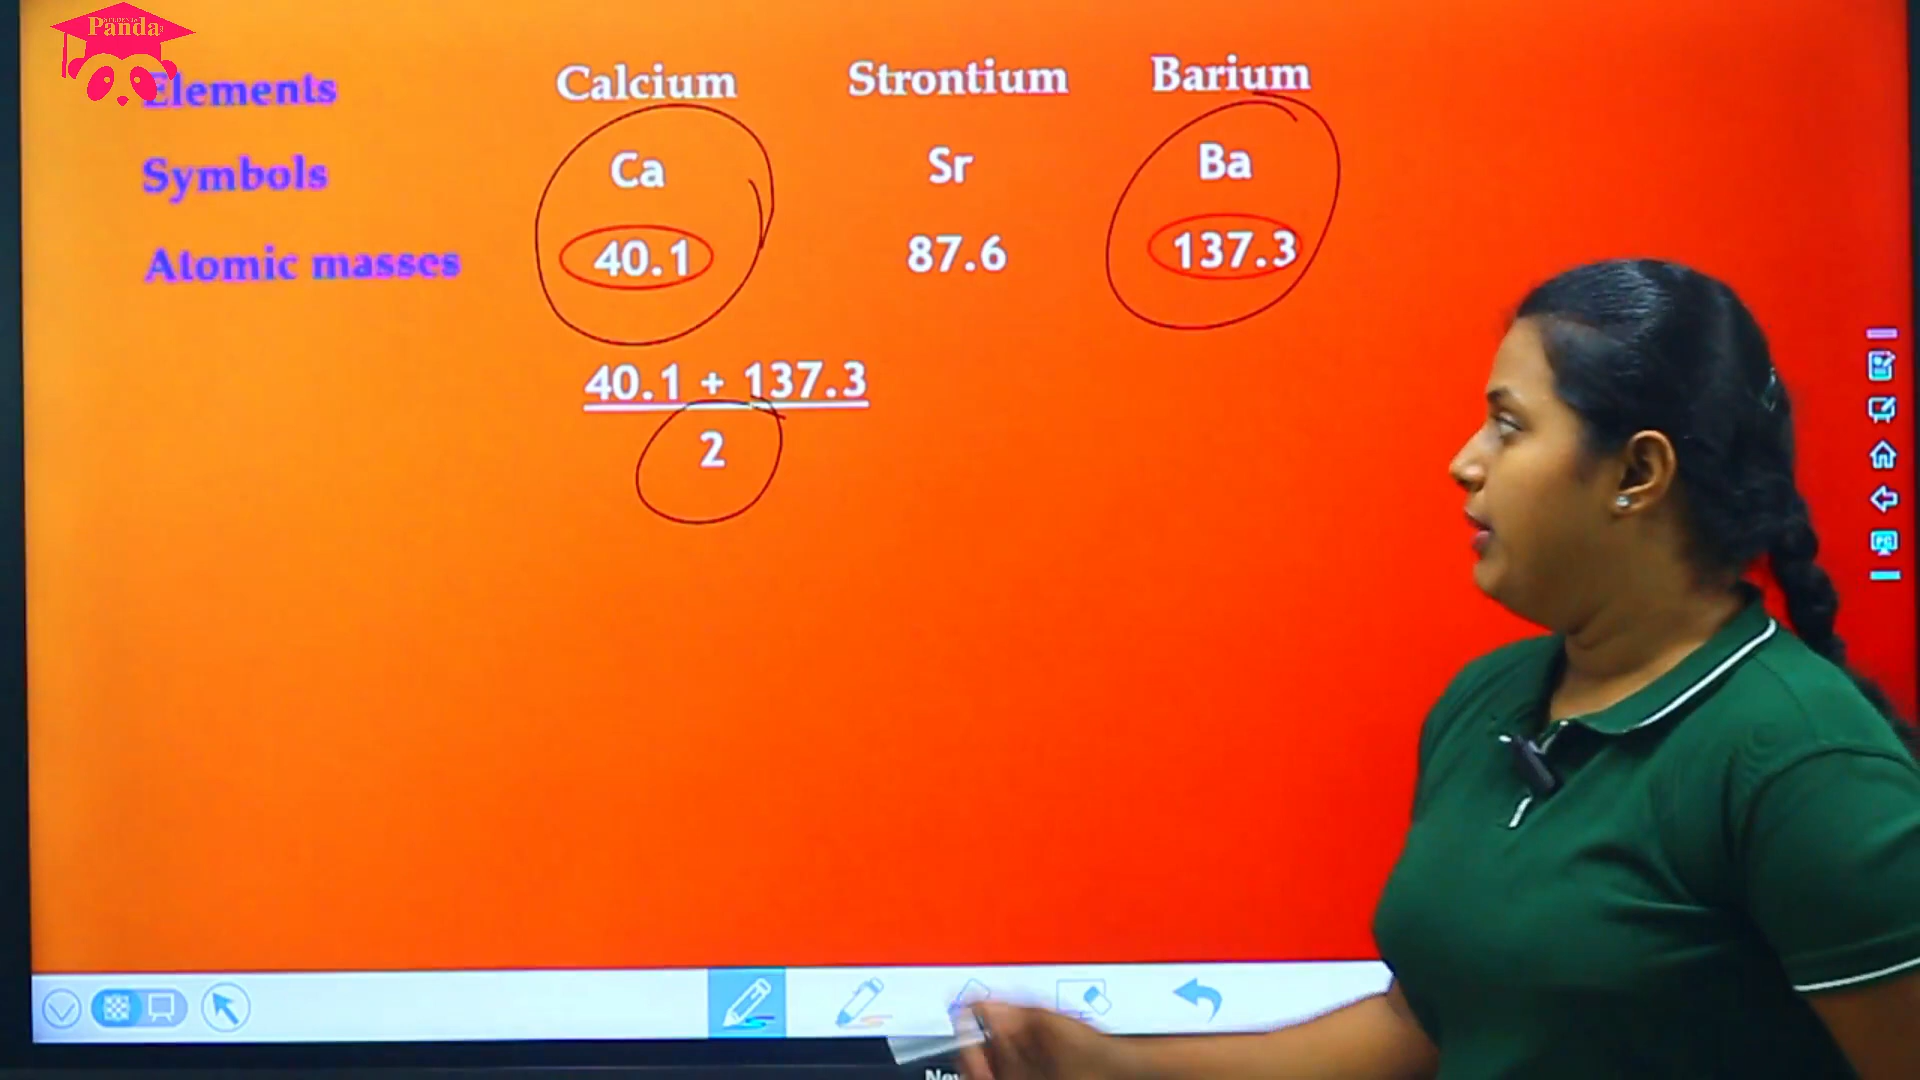 Panda
Elements Calcium Strontium Barium
Symbols Ca Sr Ba
Atomic masses 40.1 87.6 137.3
40.1 + 137.3
2
PG